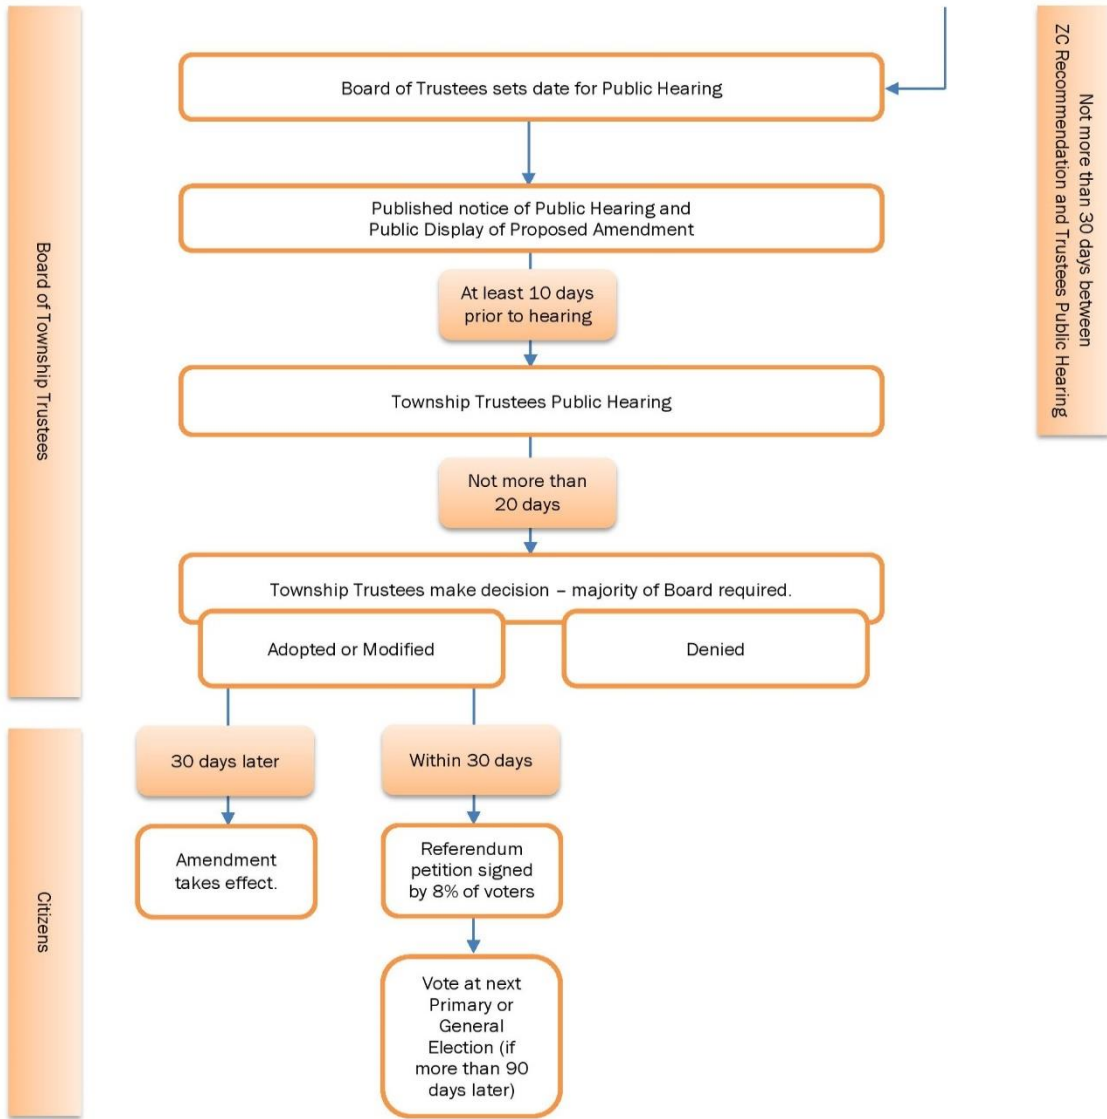 Board of Township Trustees
Not more than 30 days between
ZC Recommendation and Trustees Public Hearing
Board of Trustees sets date for Public Hearing
Published notice of Public Hearing and
Public Display of Proposed Amendment
At least 10 days
prior to hearing
Township Trustees Public Hearing
Not more than
20 days
Township Trustees make decision – majority of Board required.
Adopted or Modified
Denied
Citizens
30 days later
Within 30 days
Amendment
takes effect.
Referendum
petition signed
by 8% of voters
Vote at next
Primary or
General
Election (if
more than 90
days later)